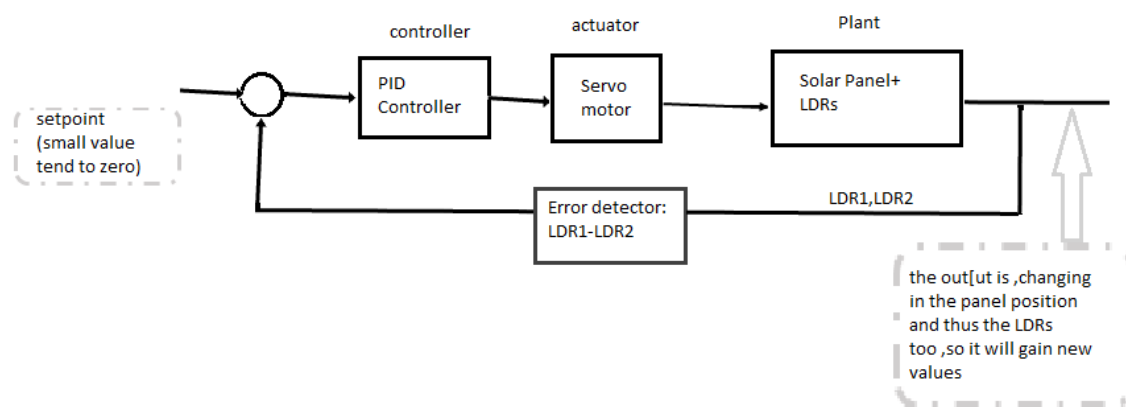 controller
actuator
Plant
setpoint
(small value
tend to zero)
PID
Controller
Servo
motor
Solar Panel+
LDRs
Error detector:
LDR1-LDR2
LDR1,LDR2
the out[ut is ,changing
in the panel position
and thus the LDRs
too ,so it will gain new
values